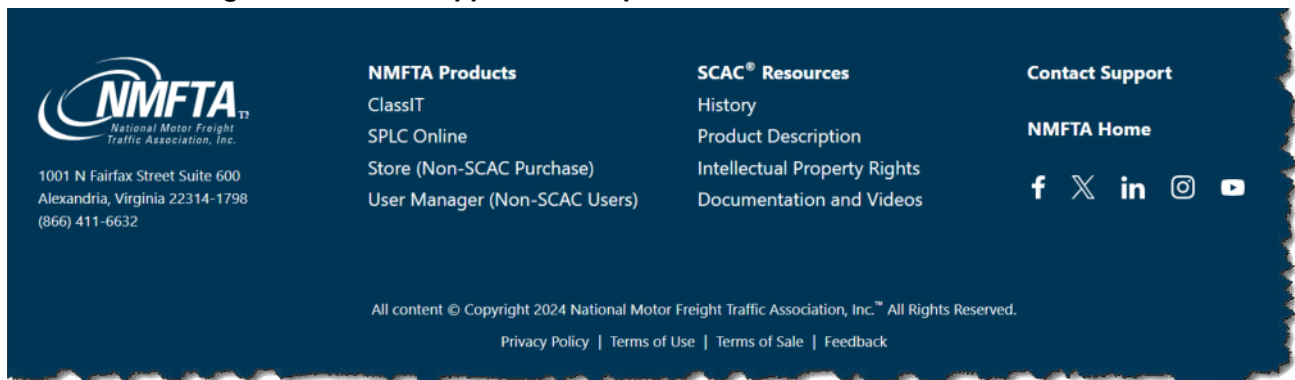 NMFTA
National Motor Freight
Traffic Association, Inc.
1001 N Fairfax Street Suite 600
Alexandria, Virginia 22314-1798
(866) 411-6632
NMFTA Products
ClassIT
SPLC Online
Store (Non-SCAC Purchase)
User Manager (Non-SCAC Users)
SCAC® Resources
History
Product Description
Intellectual Property Rights
Documentation and Videos
Contact Support
NMFTA Home
All content © Copyright 2024 National Motor Freight Traffic Association, Inc.™ All Rights Reserved.
Privacy Policy | Terms of Use | Terms of Sale | Feedback